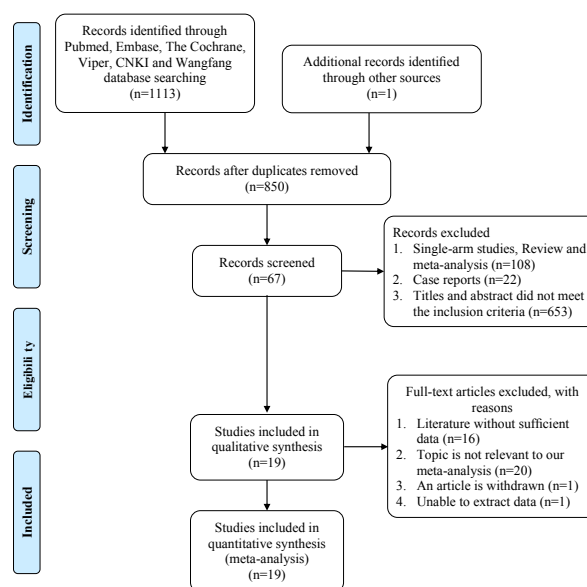 Identification
Records identified through
Pubmed, Embase, The Cochrane,
Viper, CNKI and Wangfang
database searching
(n=1113)
Additional records identified
through other sources
(n=1)
Records after duplicates removed
(n=850)
Screening
Records screened
(n=67)
Records excluded
1. Single-arm studies, Review and
meta-analysis (n=108)
2. Case reports (n=22)
3. Titles and abstract did not meet
the inclusion criteria (n=653)
Eligibili ty
Full-text articles excluded, with
reasons
1. Literature without sufficient
data (n=16)
2. Topic is not relevant to our
meta-analysis (n=20)
3. An article is withdrawn (n=1)
4. Unable to extract data (n=1)
Studies included in
qualitative synthesis
(n=19)
Included
Studies included in
quantitative synthesis
(meta-analysis)
(n=19)